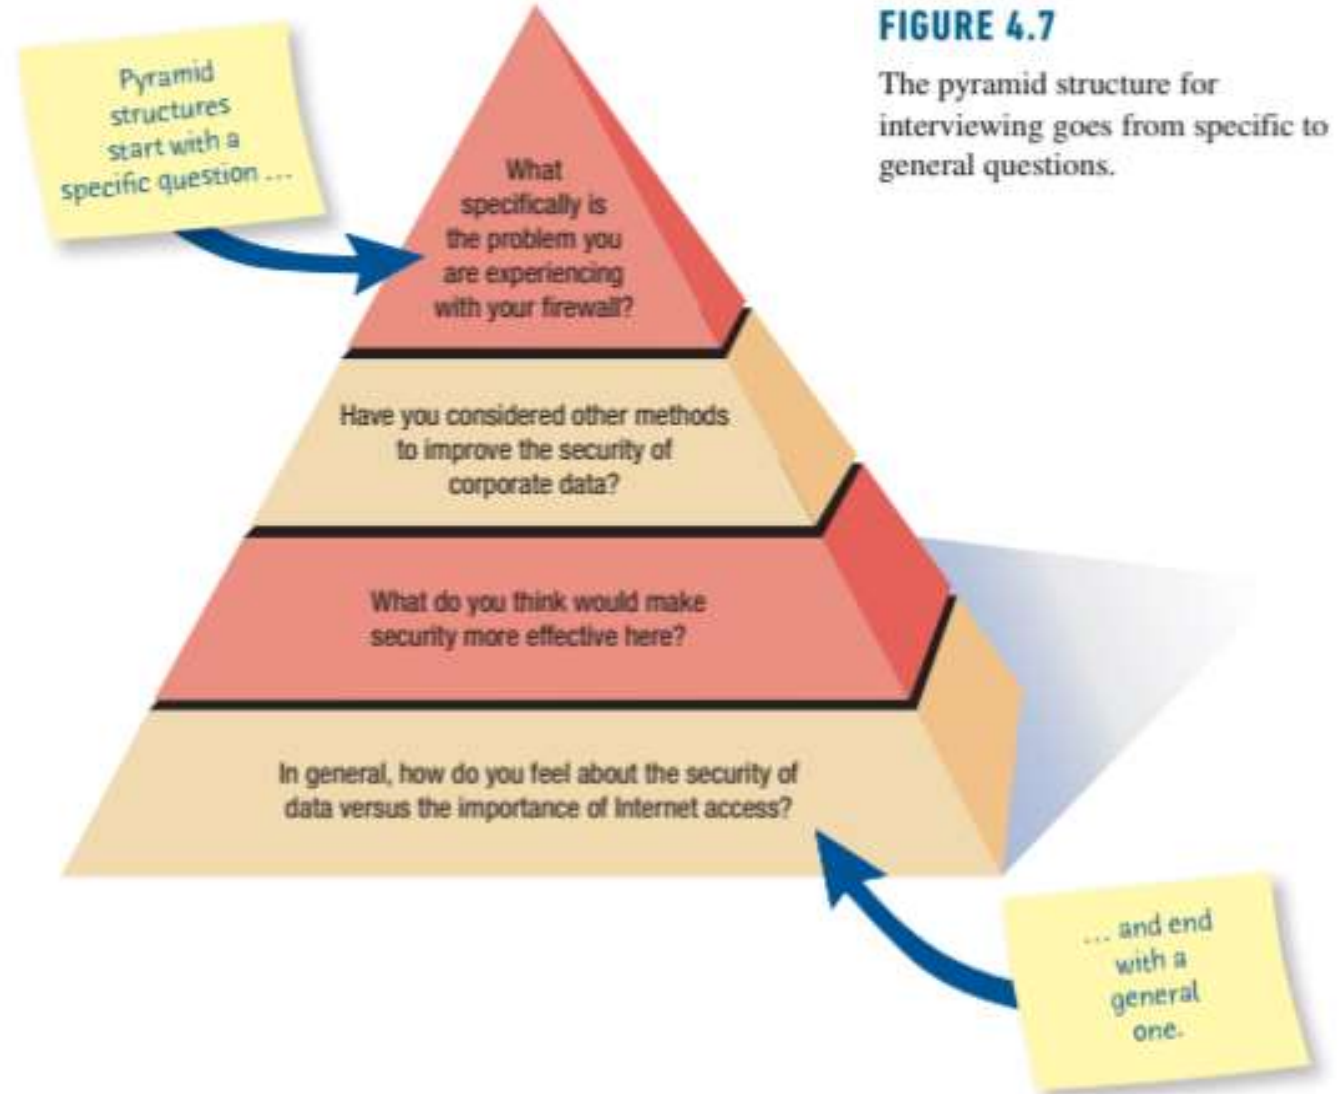 FIGURE 4.7
The pyramid structure for
interviewing goes from specific to
general questions.
Pyramid
structures
start with a
specific question ...
What
specifically is
the problem you
are experiencing
with your firewall?
Have you considered other methods
to improve the security of
corporate data?
What do you think would make
security more effective here?
In general, how do you feel about the security of
data versus the importance of Internet access?
... and end
with a
general
one.